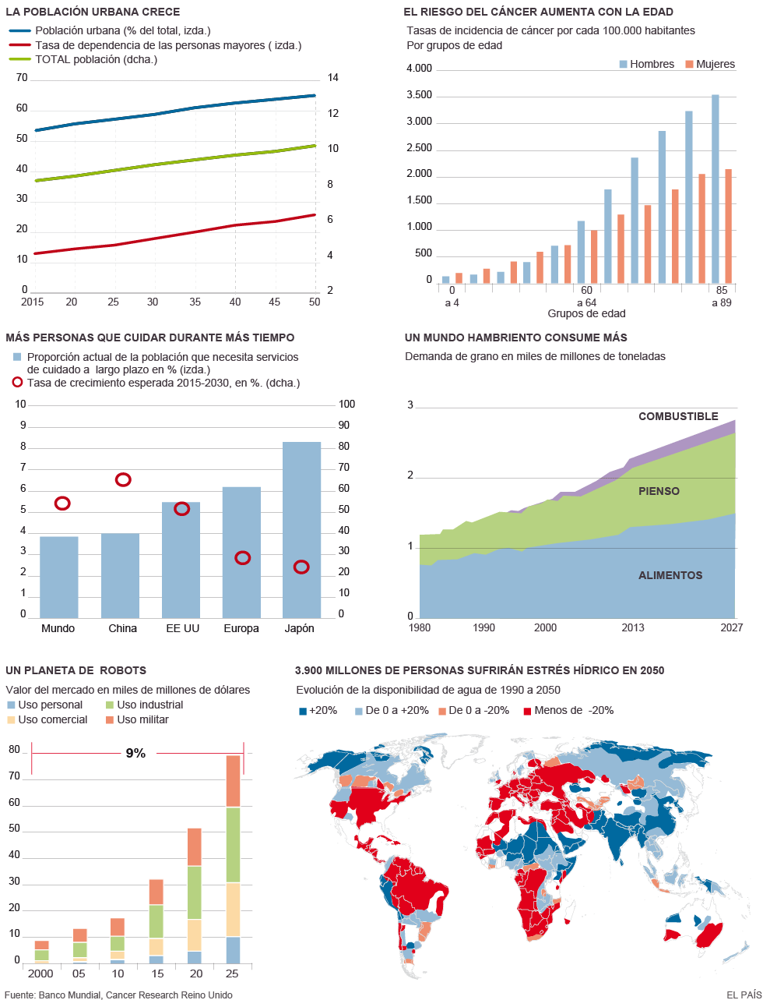 LA POBLACIÓN URBANA CRECE
Población urbana (% del total, izda.)
Tasa de dependencia de las personas mayores ( izda.)
TOTAL población (dcha.)
70
60
50
40
30
20
10
0
14
12
10
8
6
4
2
2015 20 25 30 35 40 45 50
EL RIESGO DEL CÁNCER AUMENTA CON LA EDAD
Tasas de incidencia de cáncer por cada 100.000 habitantes
Por grupos de edad
Hombres Mujeres
4.000
3.500
3.000
2.500
2.000
1.500
1.000
500
0
0 a 4
60 a 64
85 a 89
Grupos de edad
MÁS PERSONAS QUE CUIDAR DURANTE MÁS TIEMPO
Proporción actual de la población que necesita servicios
de cuidado a largo plazo en % (izda.)
Tasa de crecimiento esperada 2015-2030, en %. (dcha.)
10 100
9 90
8 80
7 70
6 60
5 50
4 40
3 30
2 20
1 10
0 0
Mundo China EE UU Europa Japón
UN MUNDO HAMBRIENTO CONSUME MÁS
Demanda de grano en miles de millones de toneladas
3
2
1
0
COMBUSTIBLE
PIENSO
ALIMENTOS
1980 1990 2000 2013 2027
UN PLANETA DE ROBOTS
Valor del mercado en miles de millones de dólares
Uso personal Uso industrial
Uso comercial Uso militar
9%
80
70
60
50
40
30
20
10
0
2000 05 10 15 20 25
3.900 MILLONES DE PERSONAS SUFRIRÁN ESTRÉS HÍDRICO EN 2050
Evolución de la disponibilidad de agua de 1990 a 2050
+20% De 0 a +20% De 0 a -20% Menos de -20%
Fuente: Banco Mundial, Cancer Research Reino Unido
EL PAÍS